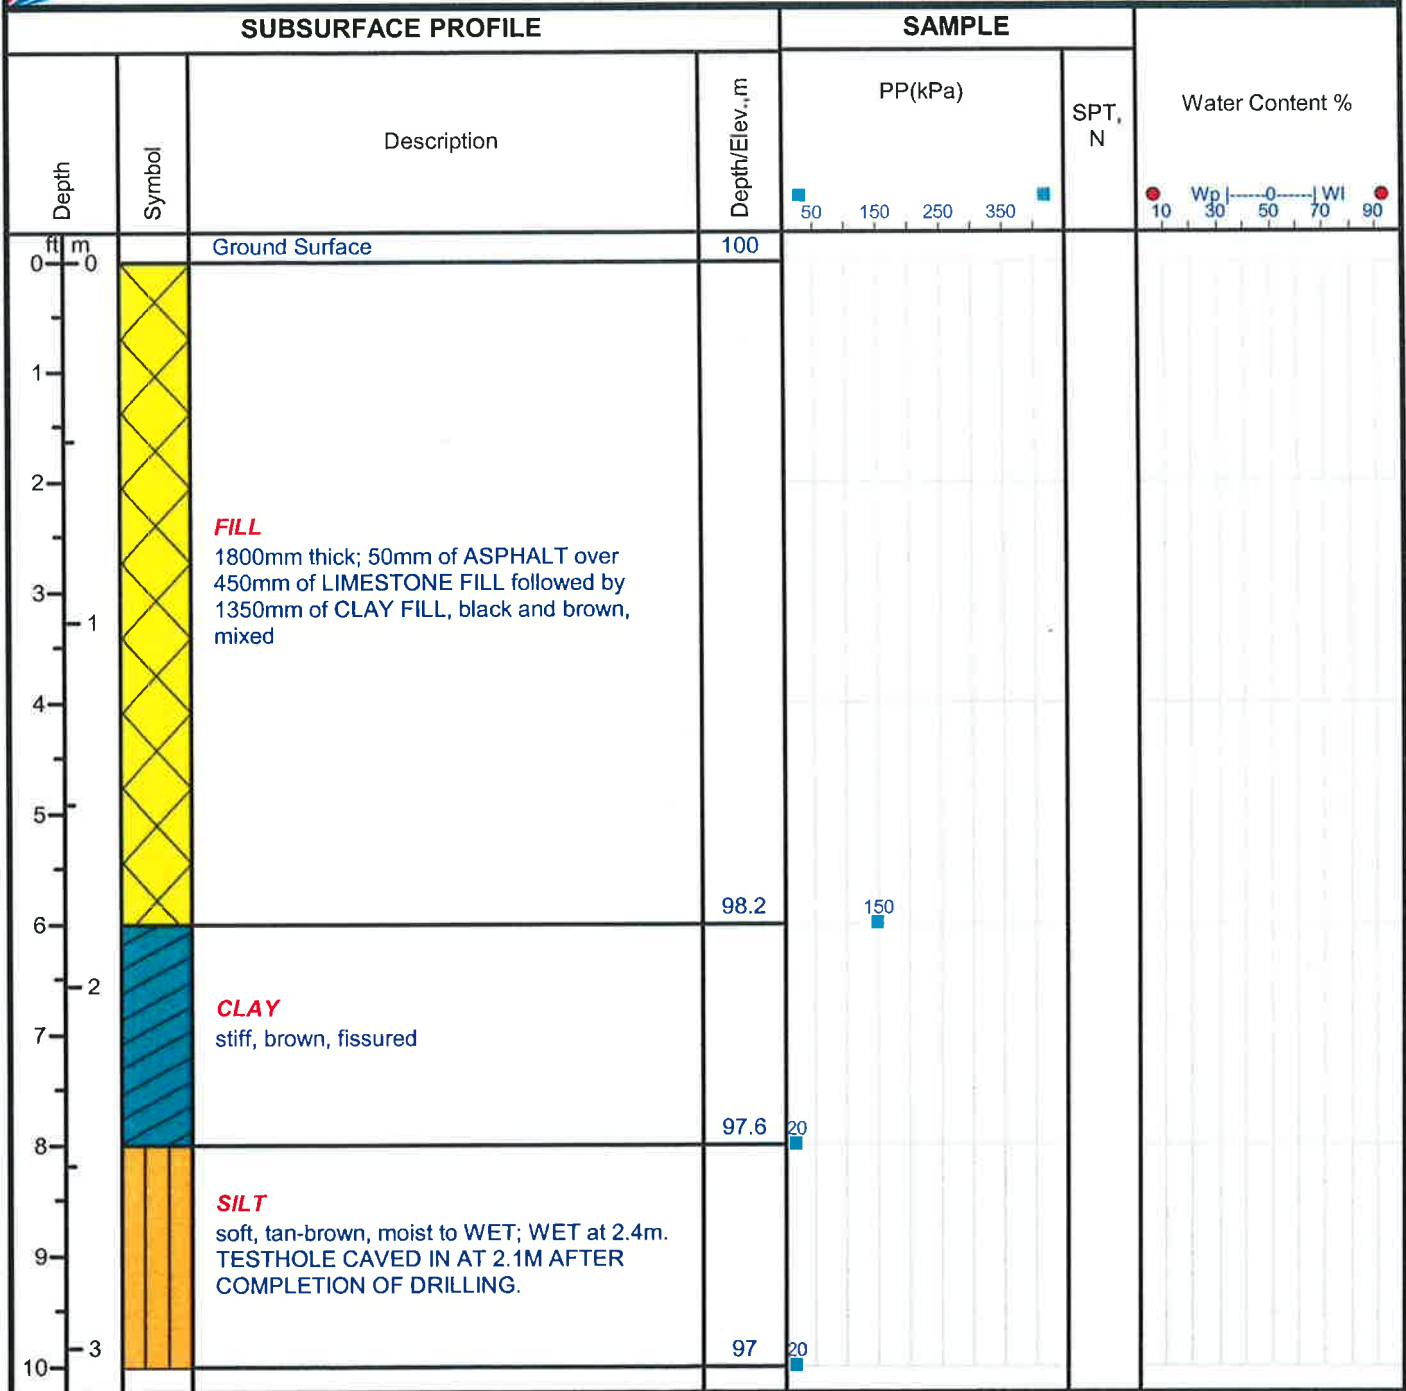 SUBSURFACE PROFILE
SAMPLE
Depth
Symbol
Description
Depth/Elev.,m
PP(kPa)
50 150 250 350
SPT,
N
Water Content %
Wp |-----0-----| Wl
10 30 50 70 90
ft m
Ground Surface
100
0 0
1
2
FILL
1800mm thick; 50mm of ASPHALT over
450mm of LIMESTONE FILL followed by
1350mm of CLAY FILL, black and brown,
mixed
3
1
4
5
98.2
150
6
2
CLAY
stiff, brown, fissured
7
97.6
20
8
SILT
soft, tan-brown, moist to WET; WET at 2.4m.
TESTHOLE CAVED IN AT 2.1M AFTER
COMPLETION OF DRILLING.
9
97
20
3
10